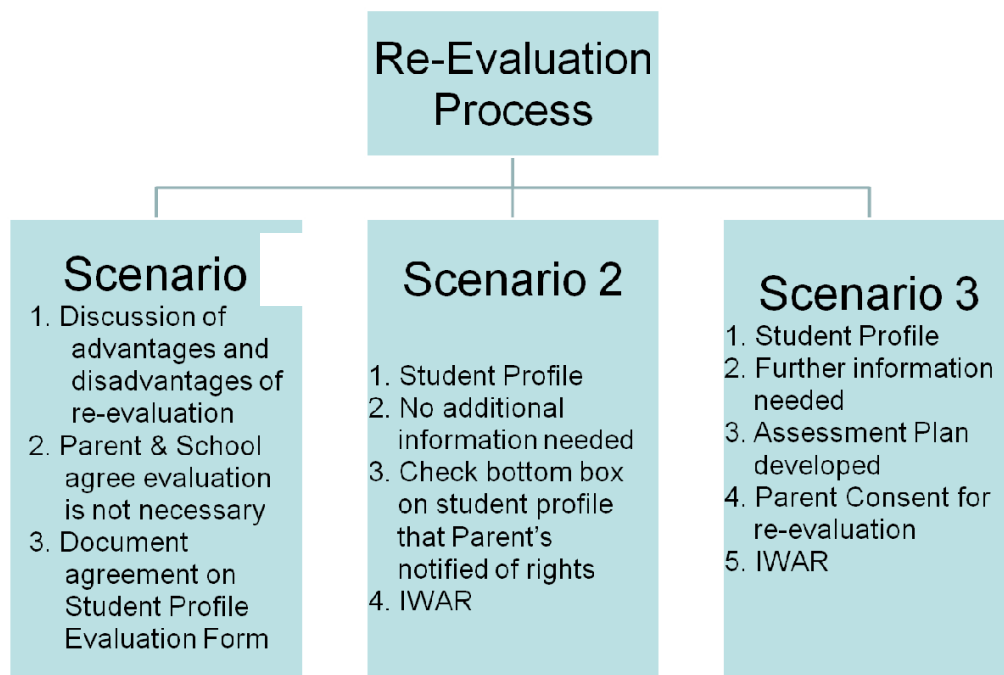 Re-Evaluation
Process
Scenario
1. Discussion of
advantages and
disadvantages of
re-evaluation
2. Parent & School
agree evaluation
is not necessary
3. Document
agreement on
Student Profile
Evaluation Form
Scenario 2
1. Student Profile
2. No additional
information needed
3. Check bottom box
on student profile
that Parent's
notified of rights
4. IWAR
Scenario 3
1. Student Profile
2. Further information
needed
3. Assessment Plan
developed
4. Parent Consent for
re-evaluation
5. IWAR